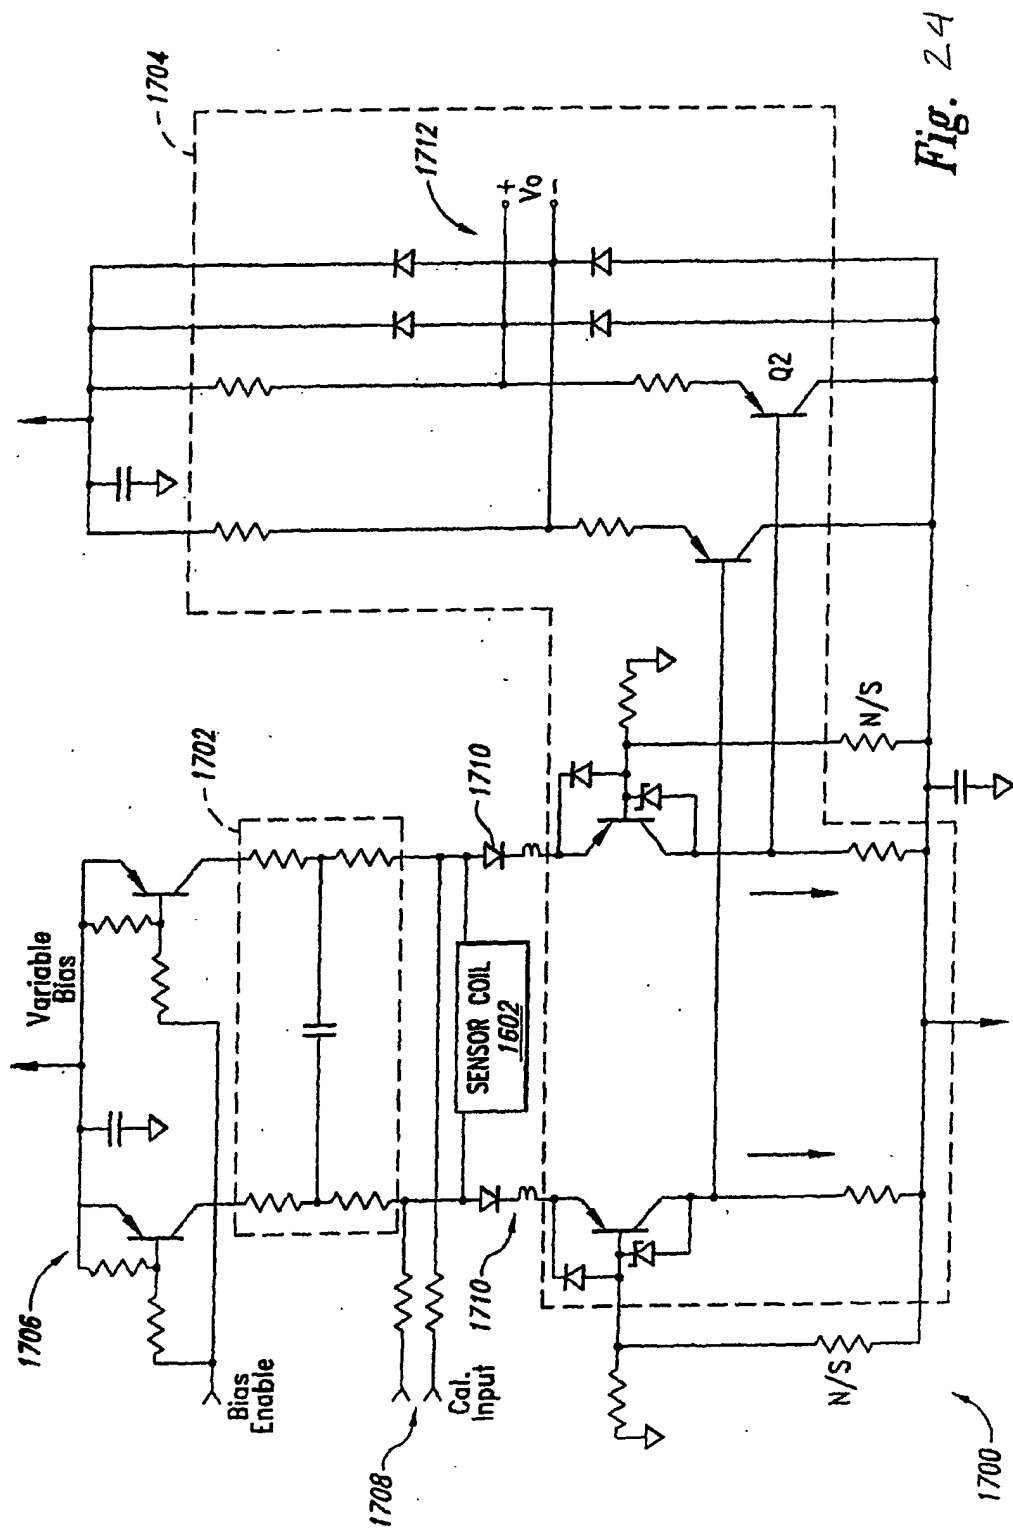 1706
Variable
Bias
1702
1704
Bias
Enable
1708
Cal.
Input
1710
SENSOR COIL
1602
1710
1712
+
Vo
-
Q2
N/S
N/S
1700
Fig. 24